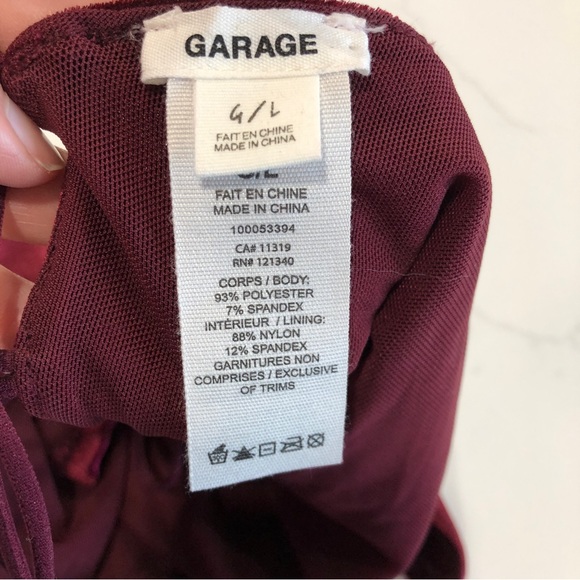 GARAGE
G/L
FAIT EN CHINE
MADE IN CHINA
FAIT EN CHINE
MADE IN CHINA
100053394
CA# 11319
RN# 121340
CORPS / BODY:
93% POLYESTER
7% SPANDEX
INTÉRIEUR / LINING:
88% NYLON
12% SPANDEX
GARNITURES NON
COMPRISES / EXCLUSIVE
OF TRIMS